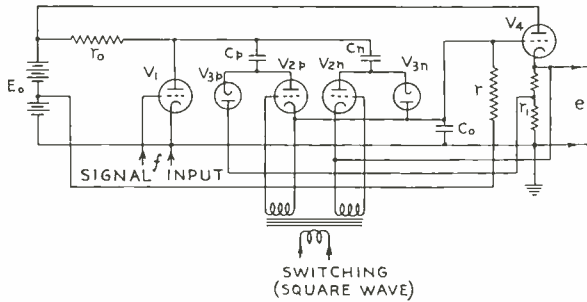 r₀
Cp
Cn
V₄
E₀
V₁
V₃p
V₂p
V₂n
V₃n
r
r₁
e
C₀
f
SIGNAL INPUT
SWITCHING
(SQUARE WAVE)